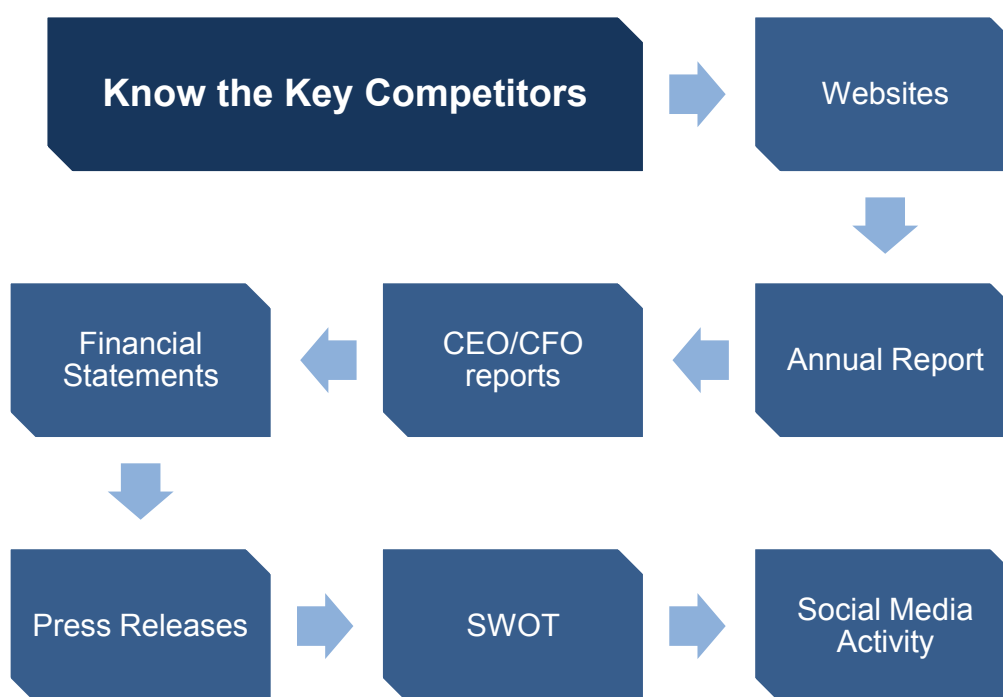 Know the Key Competitors
Websites
Annual Report
CEO/CFO
reports
Financial
Statements
Press Releases
SWOT
Social Media
Activity